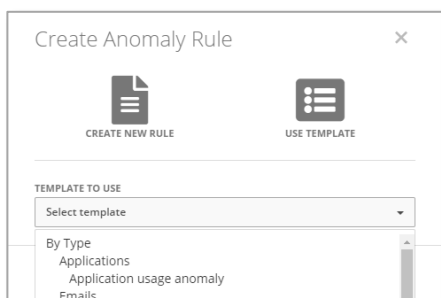 Create Anomaly Rule
CREATE NEW RULE
USE TEMPLATE
TEMPLATE TO USE
Select template
By Type
Applications
Application usage anomaly
Emails